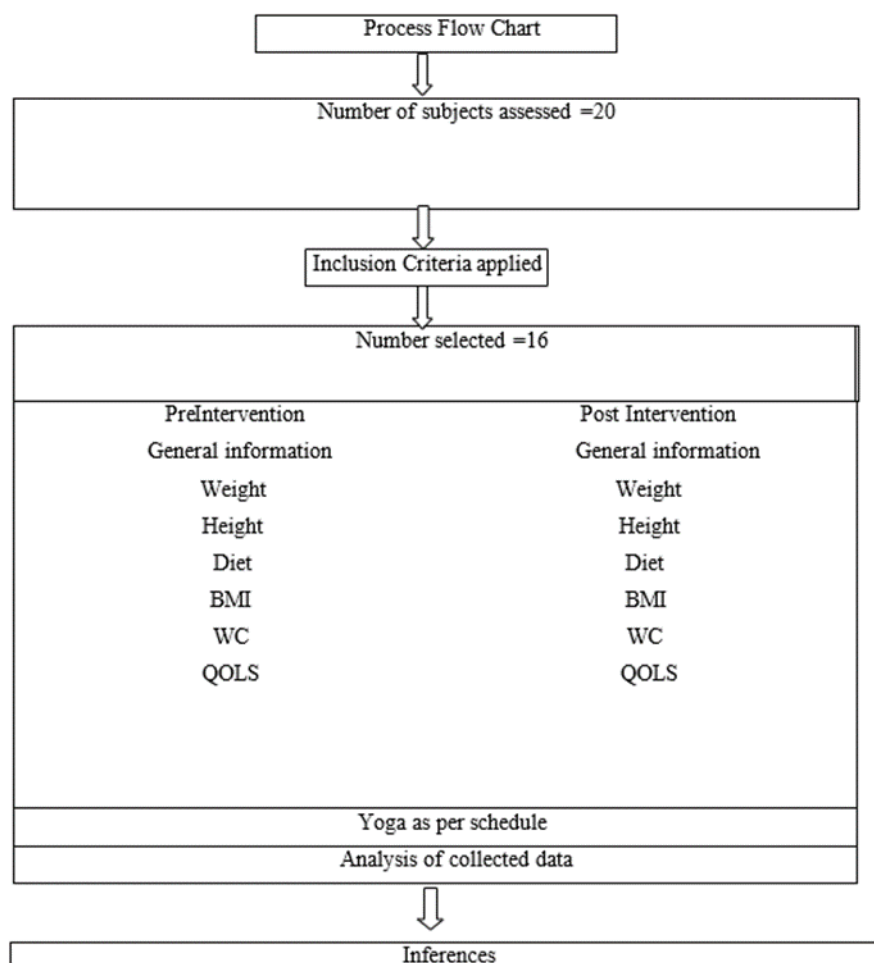 Process Flow Chart
Number of subjects assessed =20
Inclusion Criteria applied
Number selected =16
PreIntervention Post Intervention
General information General information
Weight Weight
Height Height
Diet Diet
BMI BMI
WC WC
QOLS QOLS
Yoga as per schedule
Analysis of collected data
Inferences